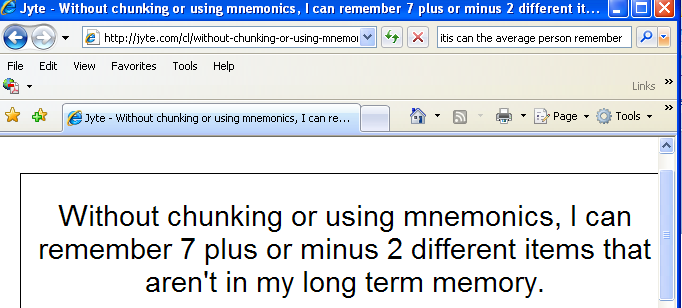 Jyte - Without chunking or using mnemonics, I can remember 7 plus or minus 2 different it...
http://jyte.com/cl/without-chunking-or-using-mnemor
itis can the average person remember
File Edit View Favorites Tools Help
Links »
Jyte - Without chunking or using mnemonics, I can re...
Page Tools »
Without chunking or using mnemonics, I can
remember 7 plus or minus 2 different items that
aren't in my long term memory.